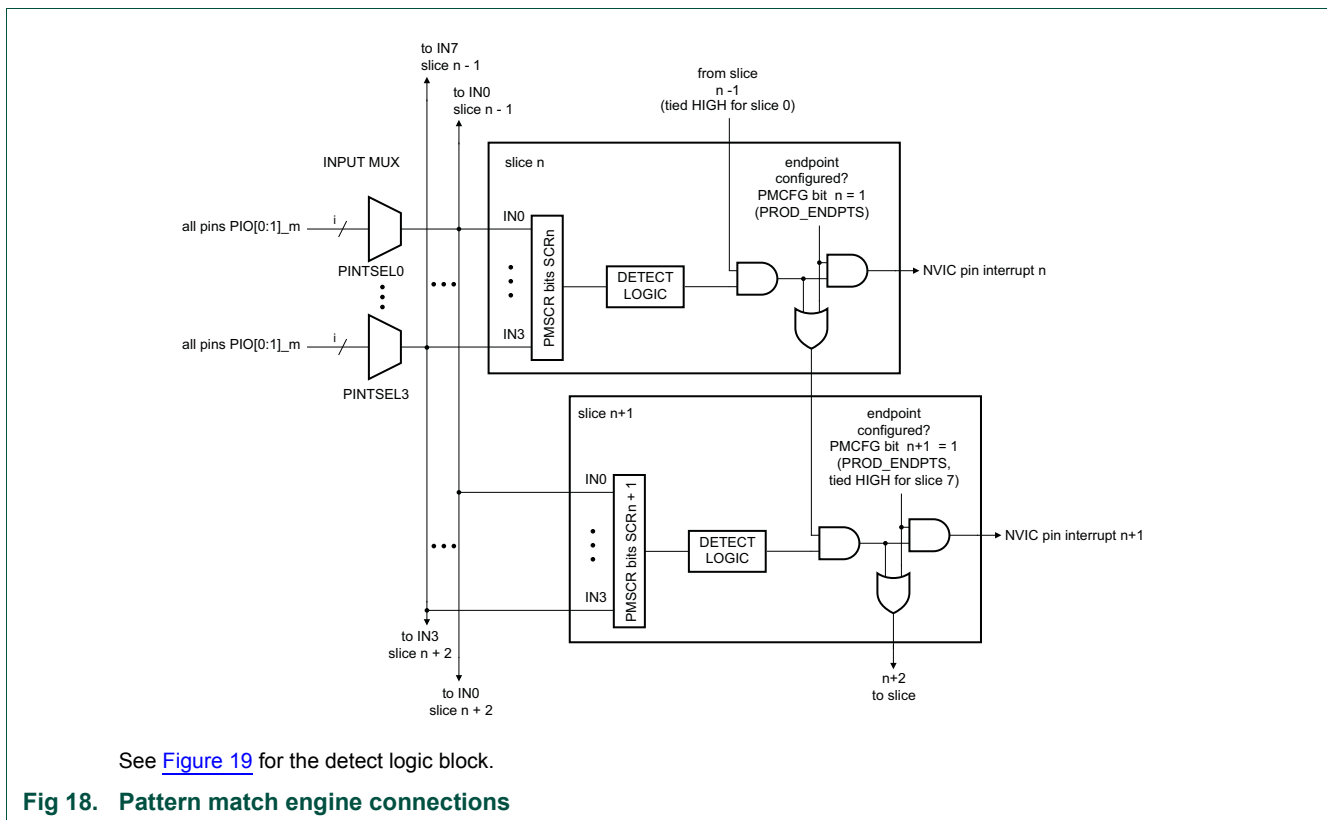 to IN7
slice n - 1
to IN0
slice n - 1
from slice
n -1
(tied HIGH for slice 0)
INPUT MUX
slice n
endpoint
configured?
PMCFG bit n = 1
(PROD_ENDPTS)
all pins PIO[0:1]_m
i
IN0
PINTSEL0
PMSCR bits SCRn
DETECT
LOGIC
NVIC pin interrupt n
all pins PIO[0:1]_m
i
IN3
PINTSEL3
slice n+1
endpoint
configured?
PMCFG bit n+1 = 1
(PROD_ENDPTS,
tied HIGH for slice 7)
IN0
PMSCR bits SCRn + 1
DETECT
LOGIC
NVIC pin interrupt n+1
IN3
to IN3
slice n + 2
to IN0
slice n + 2
n+2
to slice
See Figure 19 for the detect logic block.
Fig 18. Pattern match engine connections